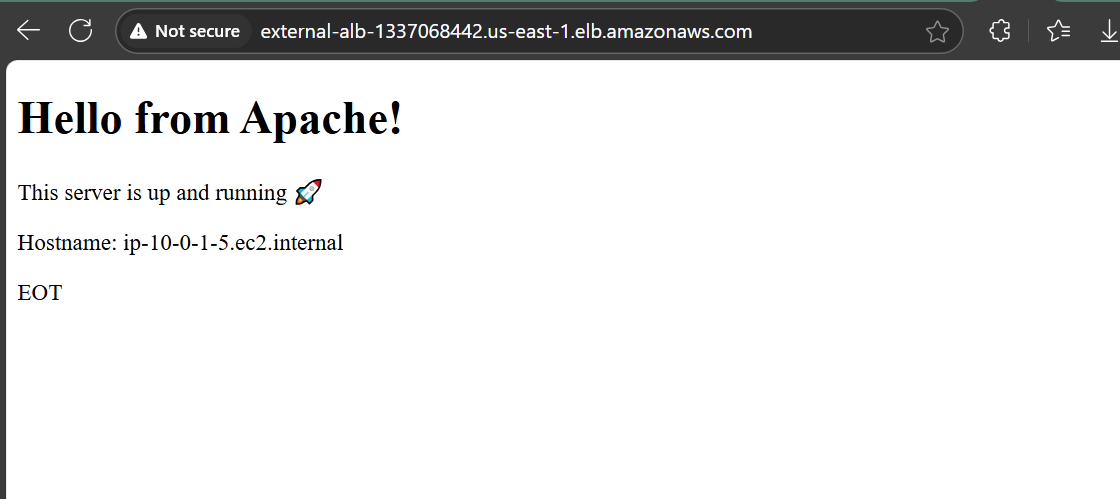 Not secure external-alb-1337068442.us-east-1.elb.amazonaws.com
Hello from Apache!
This server is up and running 🚀
Hostname: ip-10-0-1-5.ec2.internal
EOT